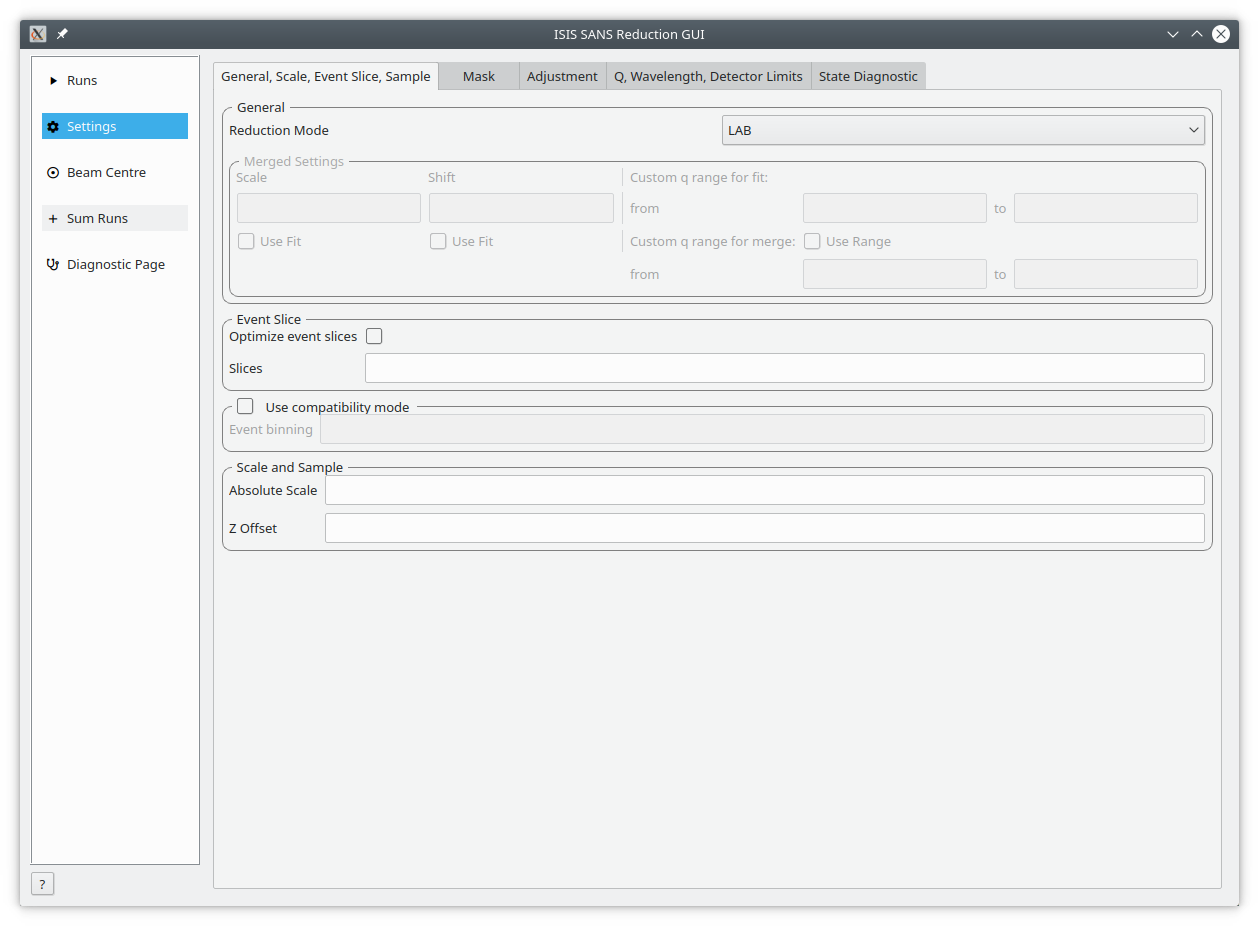 ISIS SANS Reduction GUI
Runs
Settings
Beam Centre
Sum Runs
Diagnostic Page
?
General, Scale, Event Slice, Sample Mask Adjustment Q, Wavelength, Detector Limits State Diagnostic
General
Reduction Mode LAB
Merged Settings
Scale Shift Custom q range for fit:
from to
Use Fit Use Fit Custom q range for merge: Use Range
from to
Event Slice
Optimize event slices
Slices
Use compatibility mode
Event binning
Scale and Sample
Absolute Scale
Z Offset